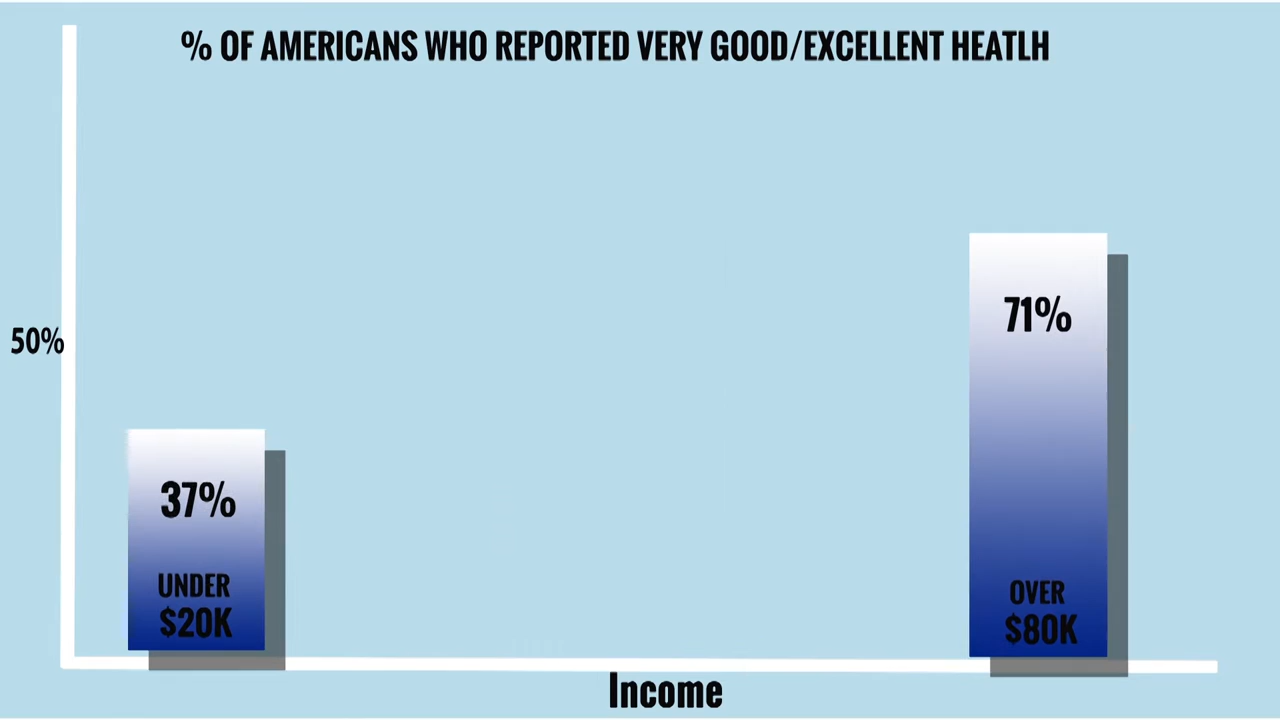 % OF AMERICANS WHO REPORTED VERY GOOD/EXCELLENT HEATLH
50%
37%
UNDER
$20K
71%
OVER
$80K
Income